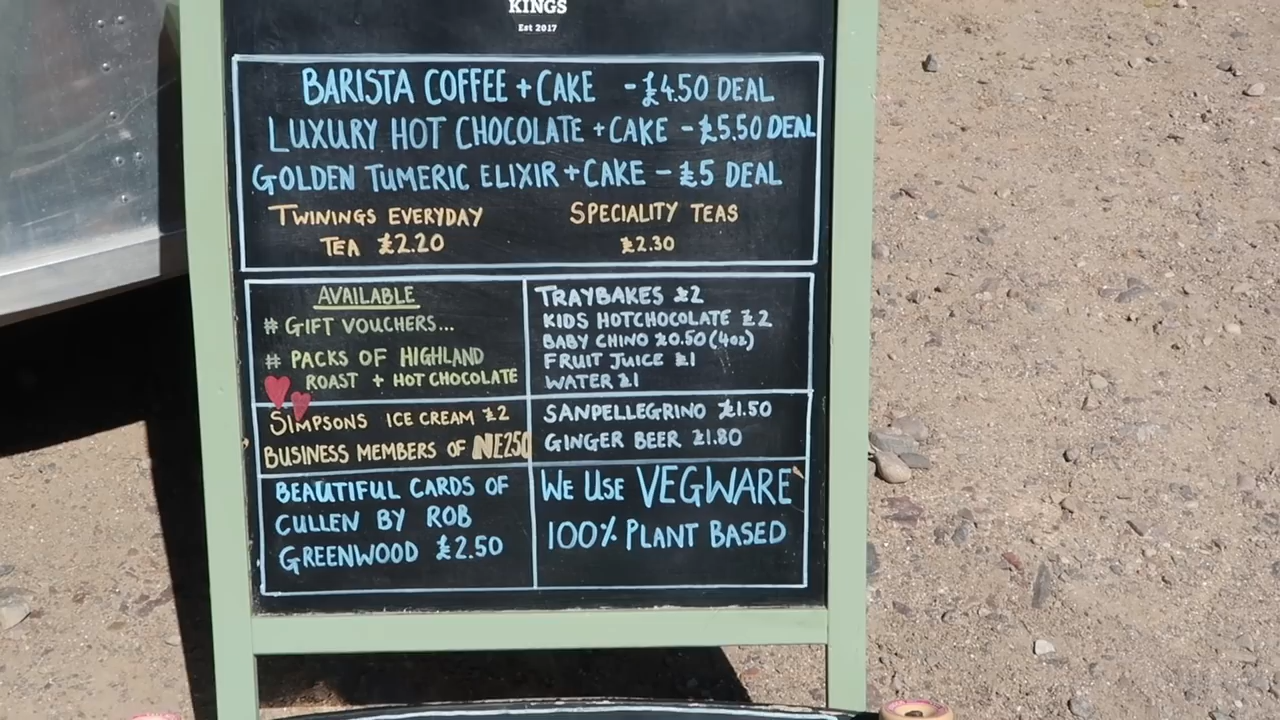 KINGS
Est 2017
BARISTA COFFEE + CAKE - £4.50 DEAL
LUXURY HOT CHOCOLATE + CAKE - £5.50 DEAL
GOLDEN TUMERIC ELIXIR + CAKE - £5 DEAL
TWININGS EVERYDAY
TEA £2.20
SPECIALITY TEAS
£2.30
AVAILABLE
# GIFT VOUCHERS...
# PACKS OF HIGHLAND
ROAST + HOT CHOCOLATE
SIMPSONS ICE CREAM £2
BUSINESS MEMBERS OF NE250
BEAUTIFUL CARDS OF
CULLEN BY ROB
GREENWOOD £2.50
TRAYBAKES £2
KIDS HOTCHOCOLATE £2
BABY CHINO £0.50 (4oz)
FRUIT JUICE £1
WATER £1
SANPELLEGRINO £1.50
GINGER BEER £1.80
WE USE VEGWARE
100% PLANT BASED